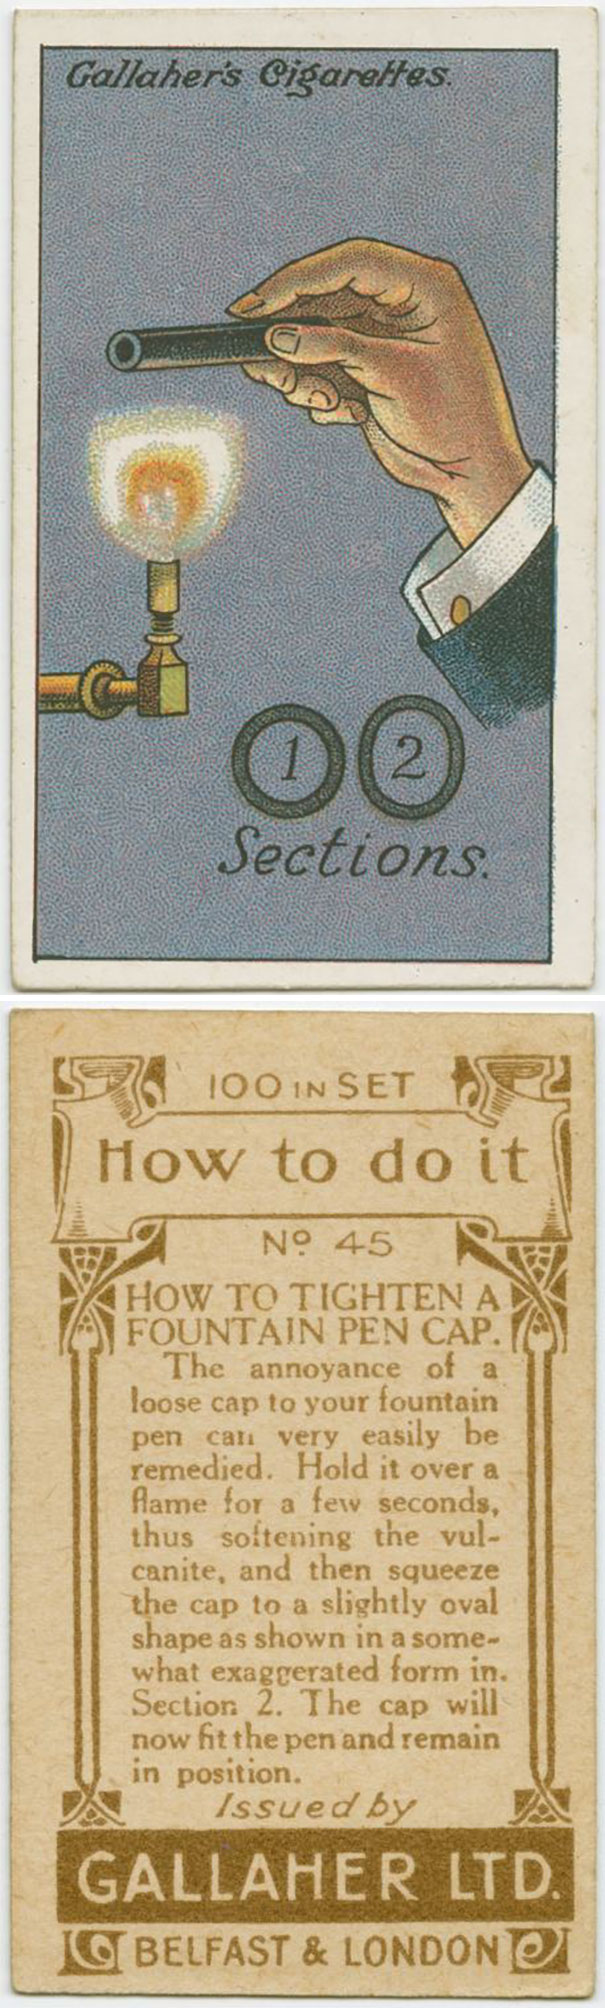 Gallaher's Cigarettes.
1 2
Sections.
100 IN SET
How to do it
No 45
HOW TO TIGHTEN A
FOUNTAIN PEN CAP.
The annoyance of a
loose cap to your fountain
pen can very easily be
remedied. Hold it over a
flame for a few seconds,
thus softening the vul-
canite, and then squeeze
the cap to a slightly oval
shape as shown in a some-
what exaggerated form in.
Section 2. The cap will
now fit the pen and remain
in position.
Issued by
GALLAHER LTD.
BELFAST & LONDON